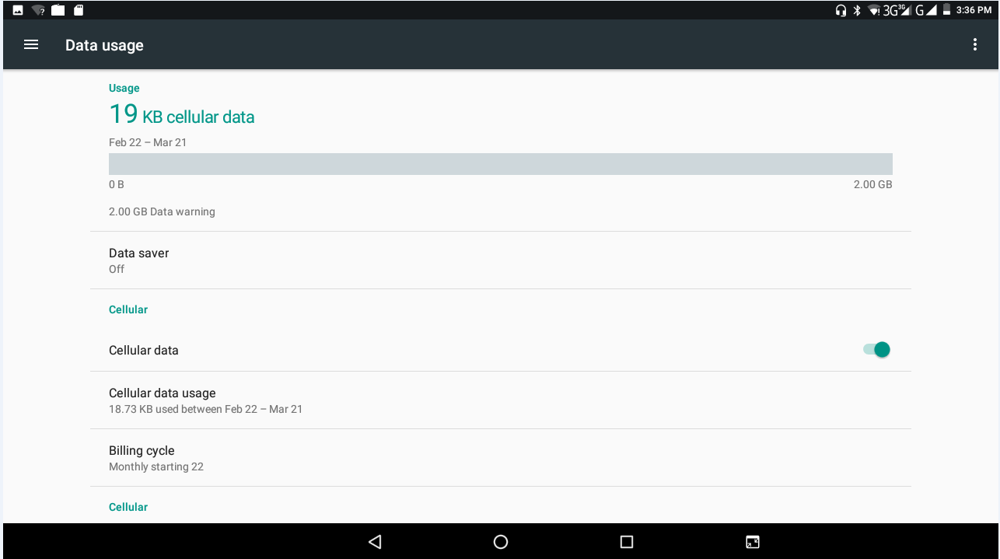 3G 3G G 3:36 PM
Data usage
Usage
19 KB cellular data
Feb 22 – Mar 21
0 B 2.00 GB
2.00 GB Data warning
Data saver
Off
Cellular
Cellular data
Cellular data usage
18.73 KB used between Feb 22 – Mar 21
Billing cycle
Monthly starting 22
Cellular